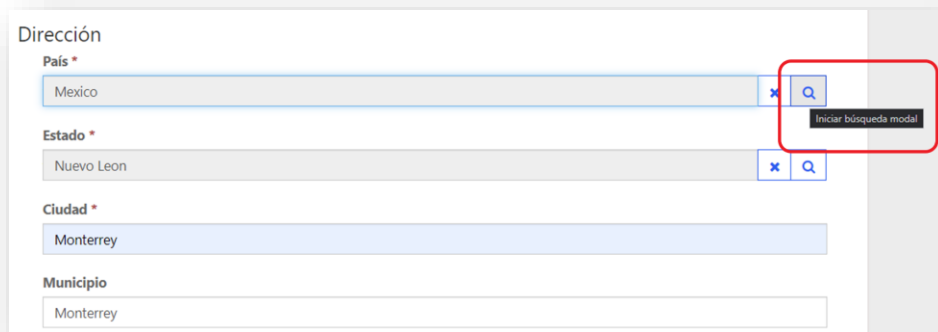 Dirección
País *
Mexico
Iniciar búsqueda modal
Estado *
Nuevo Leon
Ciudad *
Monterrey
Municipio
Monterrey